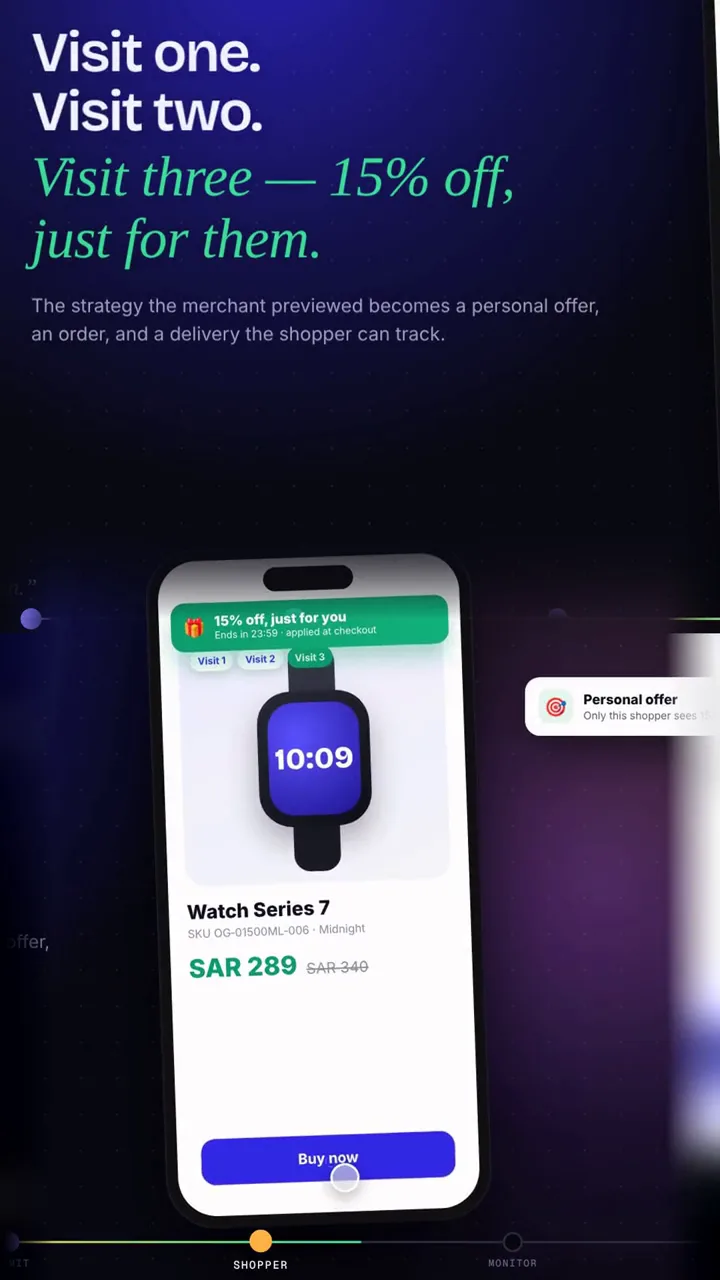 Visit one.
Visit two.
Visit three — 15% off,
just for them.
The strategy the merchant previewed becomes a personal offer,
an order, and a delivery the shopper can track.
15% off, just for you
Ends in 23:59 · applied at checkout
Visit 1
Visit 2
Visit 3
10:09
Personal offer
Only this shopper sees
Watch Series 7
SKU OG-01500ML-006 · Midnight
offer,
SAR 289 SAR 340
Buy now
SHOPPER
MONITOR